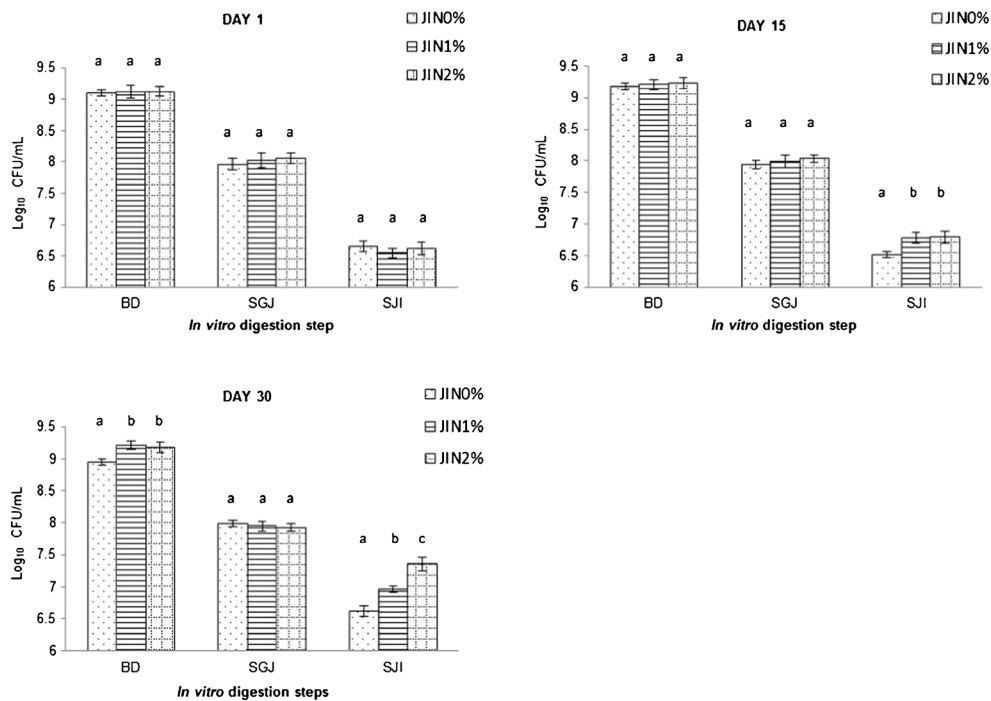 DAY 1
JIN0%
JIN1%
JIN2%
9.5
9
8.5
8
7.5
7
6.5
6
Log₁₀ CFU/mL
a a a
a a a
a a a
BD SGJ SJI
In vitro digestion step
DAY 15
JIN0%
JIN1%
JIN2%
9.5
9
8.5
8
7.5
7
6.5
6
Log₁₀ CFU/mL
a a a
a a a
a b b
BD SGJ SJI
In vitro digestion step
DAY 30
JIN0%
JIN1%
JIN2%
9.5
9
8.5
8
7.5
7
6.5
6
Log₁₀ CFU/mL
a b b
a a a
a b c
BD SGJ SJI
In vitro digestion steps